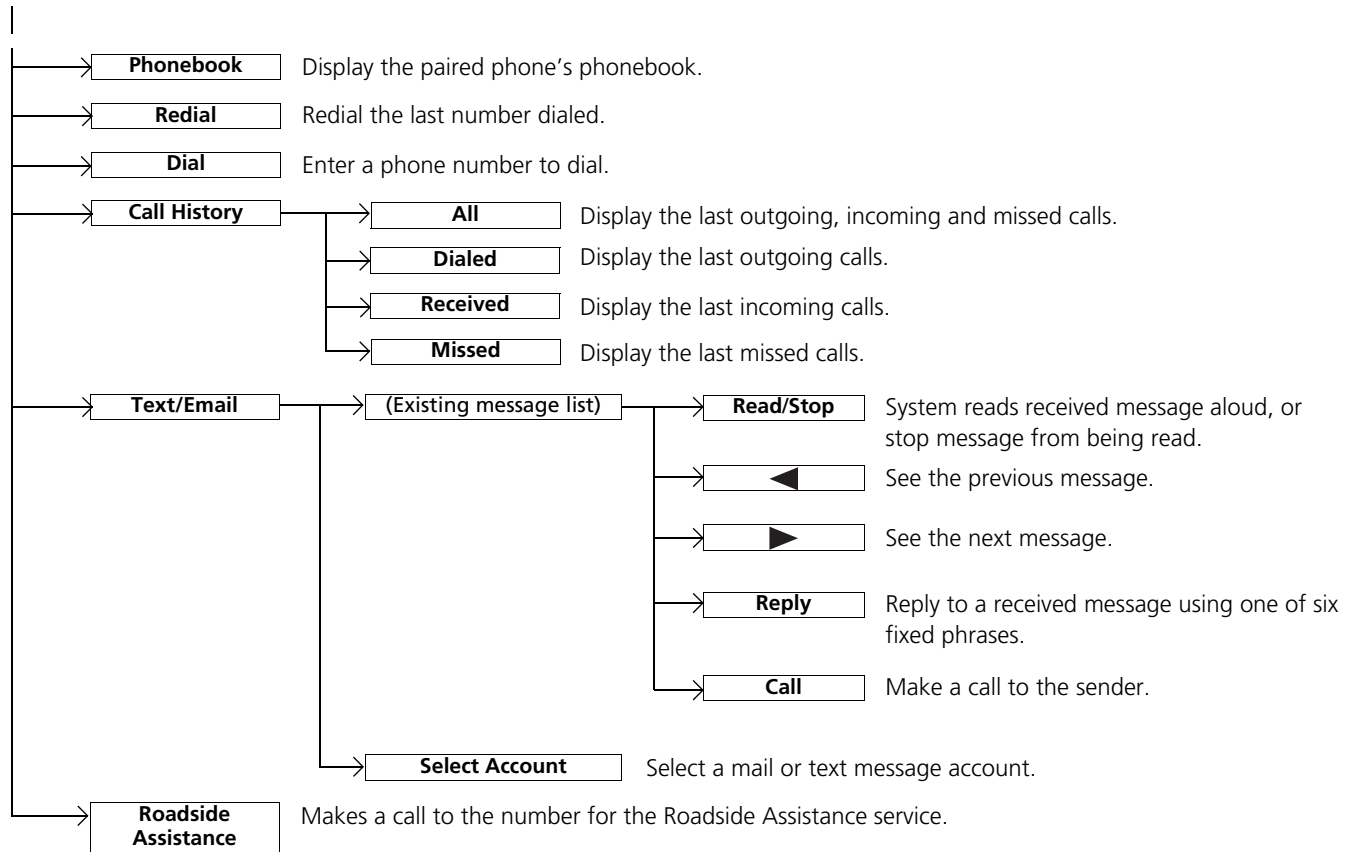 Phonebook Display the paired phone’s phonebook.
Redial Redial the last number dialed.
Dial Enter a phone number to dial.
Call History All Display the last outgoing, incoming and missed calls.
Dialed Display the last outgoing calls.
Received Display the last incoming calls.
Missed Display the last missed calls.
Text/Email (Existing message list) Read/Stop System reads received message aloud, or
stop message from being read.
See the previous message.
See the next message.
Reply Reply to a received message using one of six
fixed phrases.
Call Make a call to the sender.
Select Account Select a mail or text message account.
Roadside Makes a call to the number for the Roadside Assistance service.
Assistance